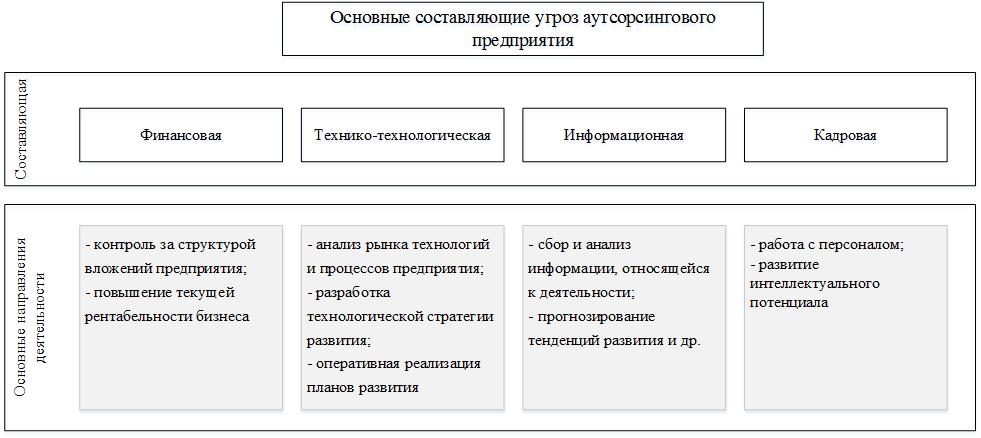 Основные составляющие угроз аутсорсингового
предприятия
Составляющая
Финансовая
Технико-технологическая
Информационная
Кадровая
Основные направления
деятельности
- контроль за структурой
вложений предприятия;
- повышение текущей
рентабельности бизнеса
- анализ рынка технологий
и процессов предприятия;
- разработка
технологической стратегии
развития;
- оперативная реализация
планов развития
- сбор и анализ
информации, относящейся
к деятельности;
- прогнозирование
тенденций развития и др.
- работа с персоналом;
- развитие
интеллектуального
потенциала